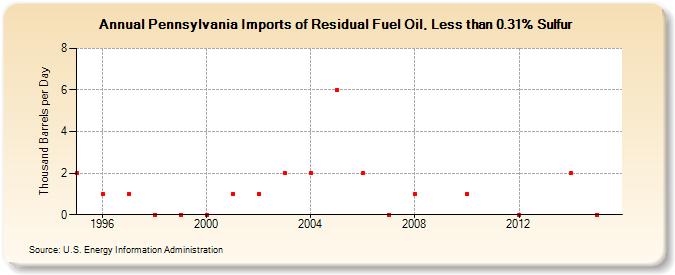 Annual Pennsylvania Imports of Residual Fuel Oil, Less than 0.31% Sulfur
Thousand Barrels per Day
8
6
4
2
0
1996 2000 2004 2008 2012
Source: U.S. Energy Information Administration